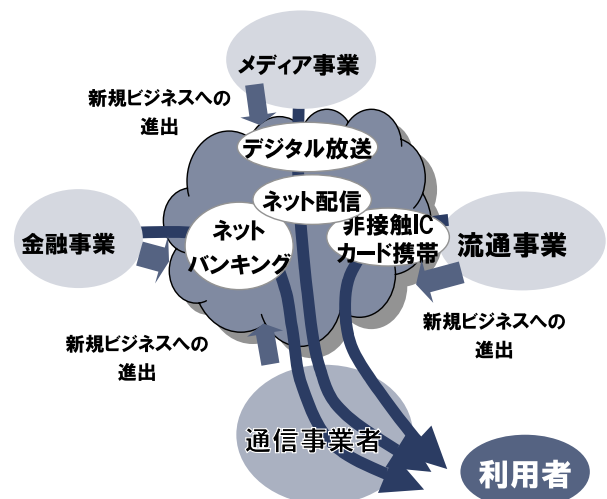 メディア事業
新規ビジネスへの
進出
デジタル放送
ネット配信
ネット
バンキング
非接触IC
カード携帯
金融事業
流通事業
新規ビジネスへの
進出
新規ビジネスへの
進出
通信事業者
利用者